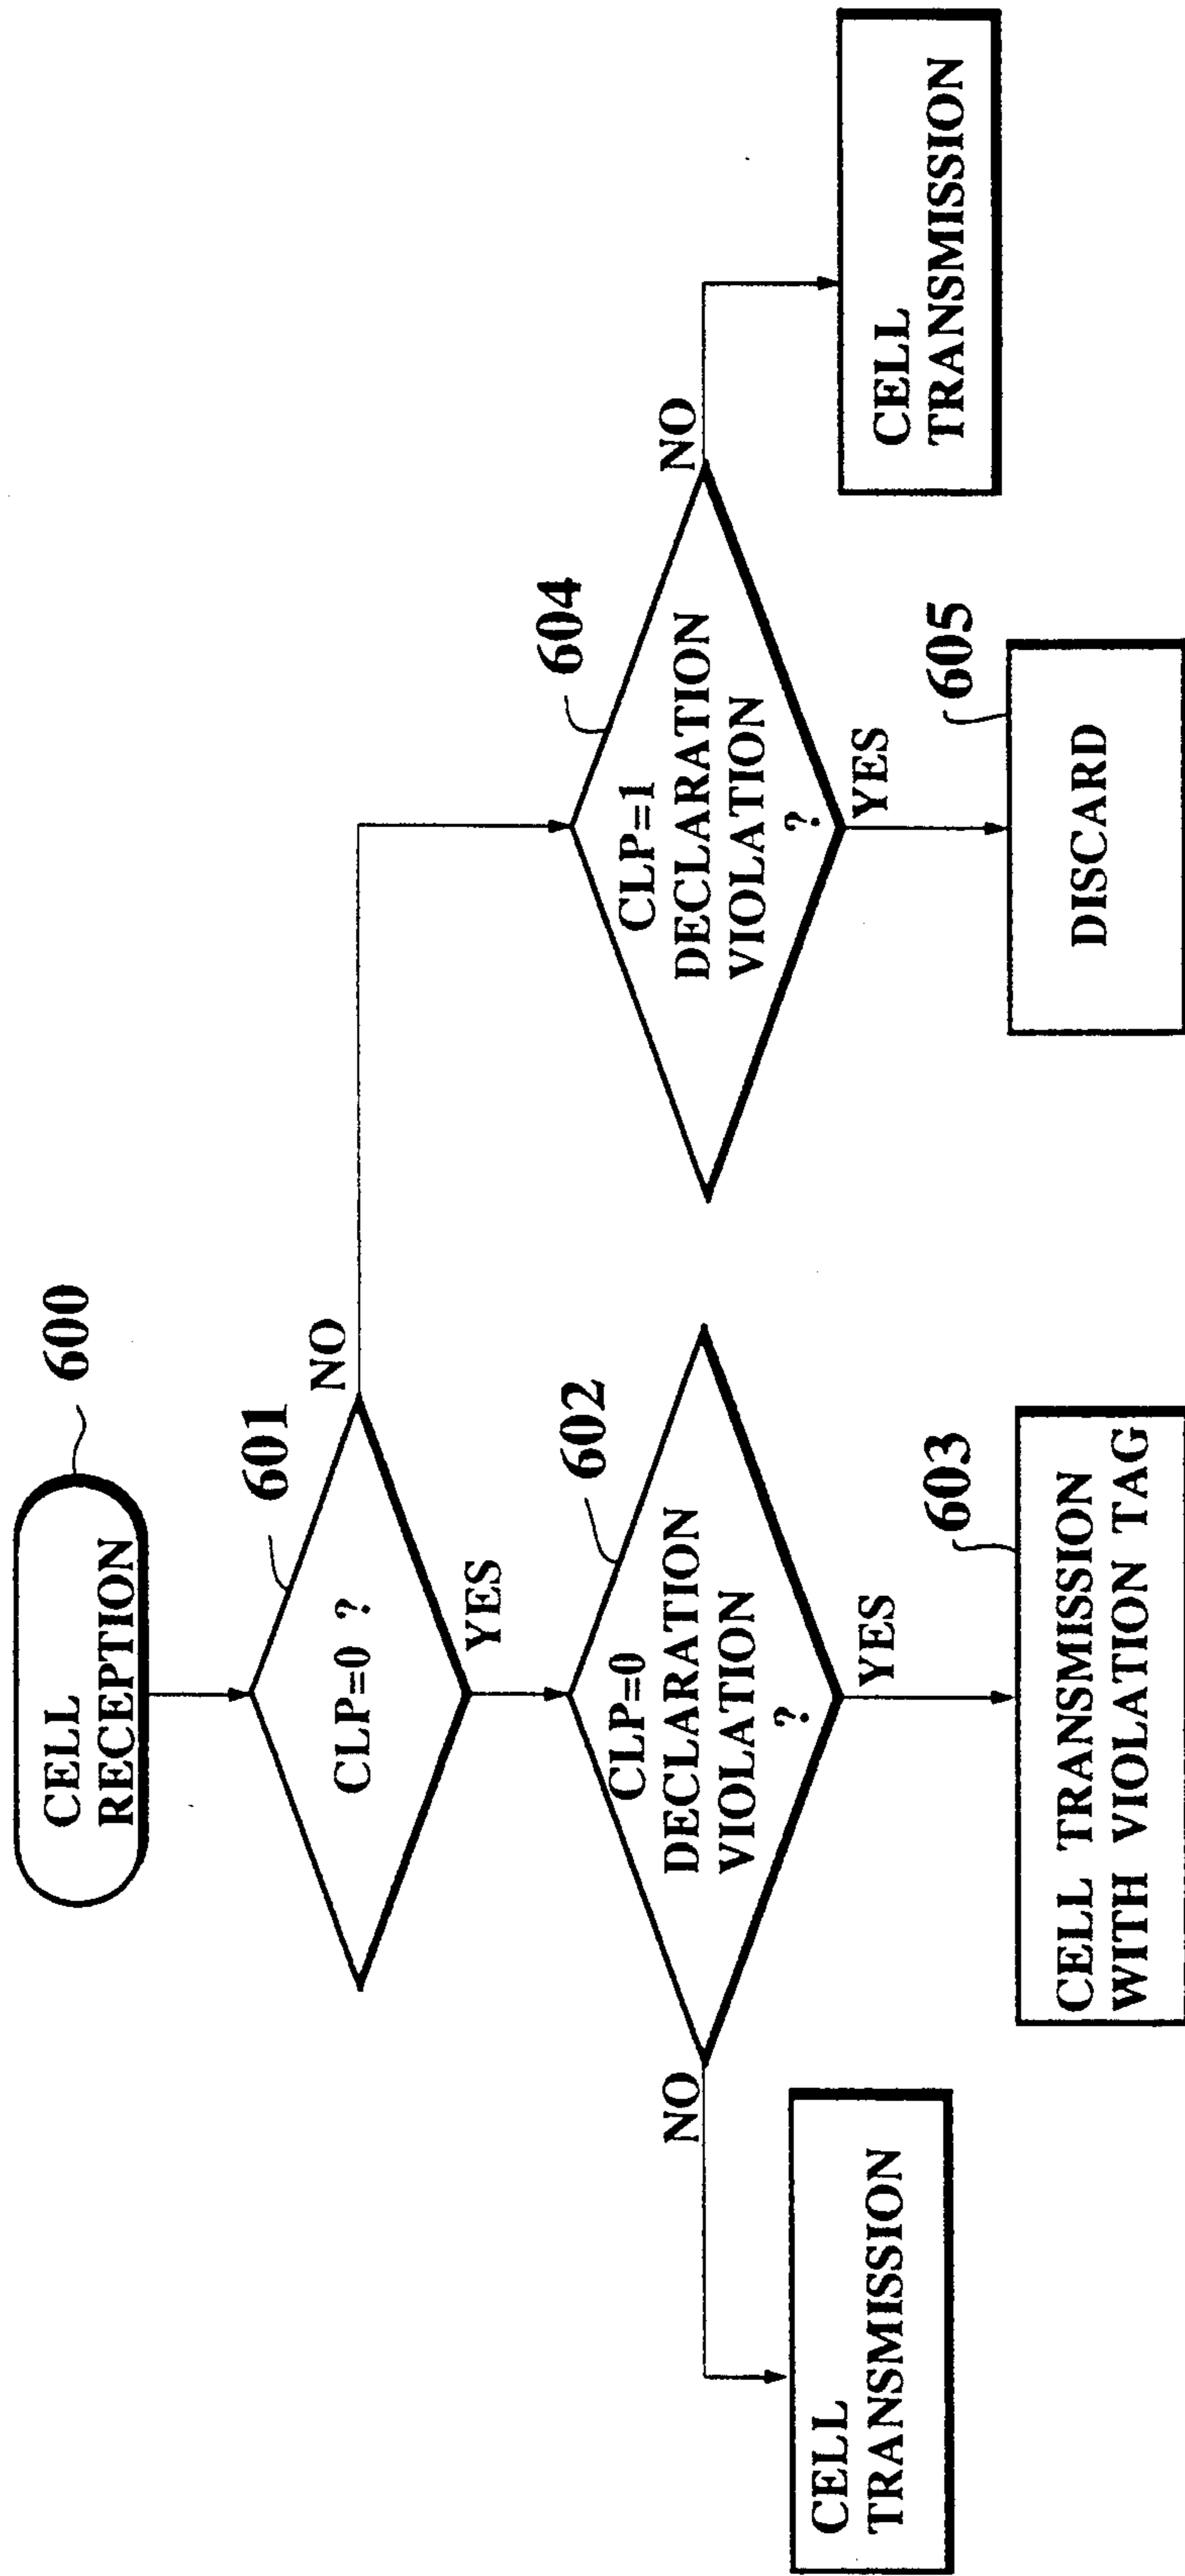 CELL
RECEPTION
600
CLP=0 ?
601
NO
YES
CLP=0
DECLARATION
VIOLATION
?
602
NO
YES
CELL
TRANSMISSION
CELL TRANSMISSION
WITH VIOLATION TAG
603
CLP=1
DECLARATION
VIOLATION
?
604
NO
YES
DISCARD
605
CELL
TRANSMISSION